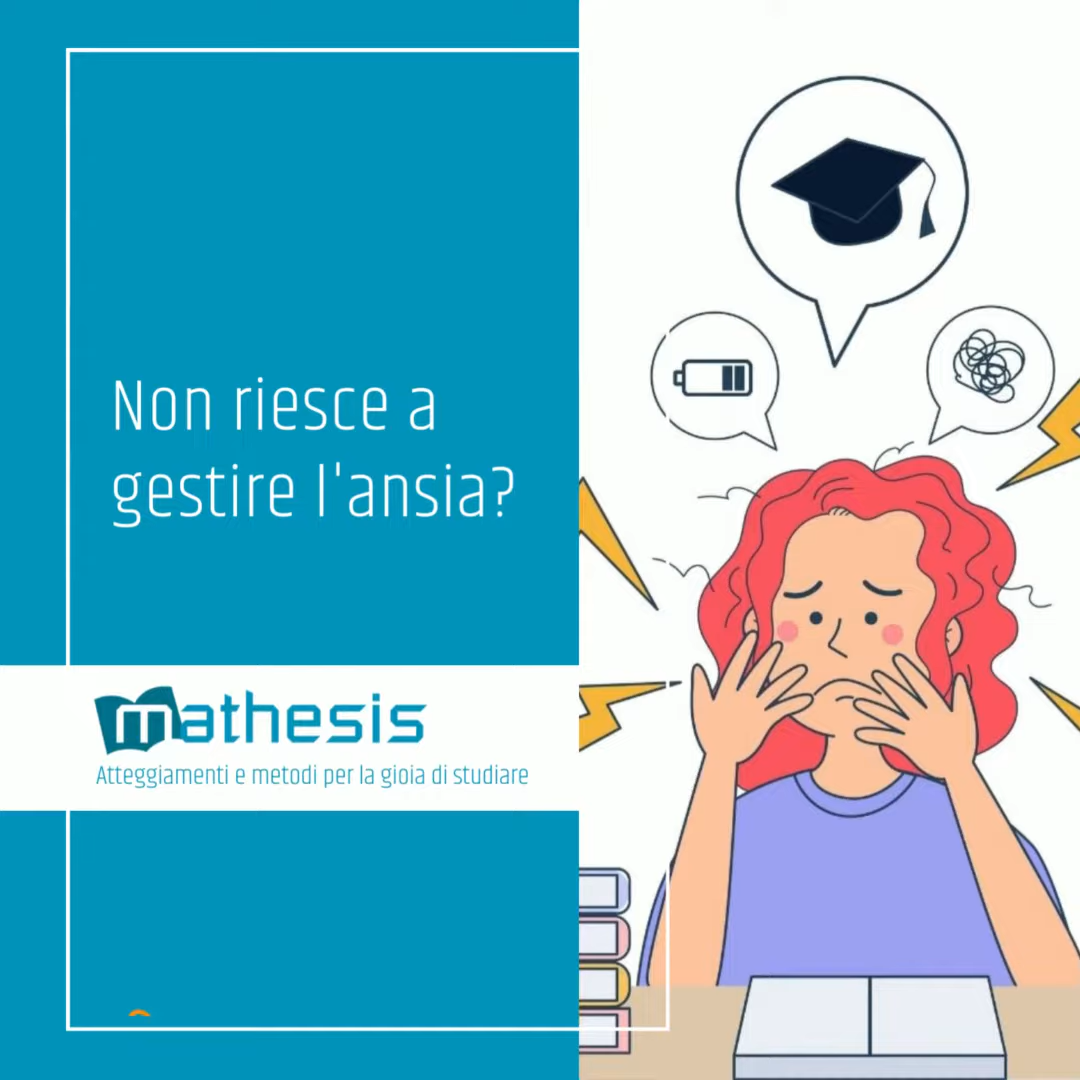 Non riesce a
gestire l'ansia?
mathesis
Atteggiamenti e metodi per la gioia di studiare